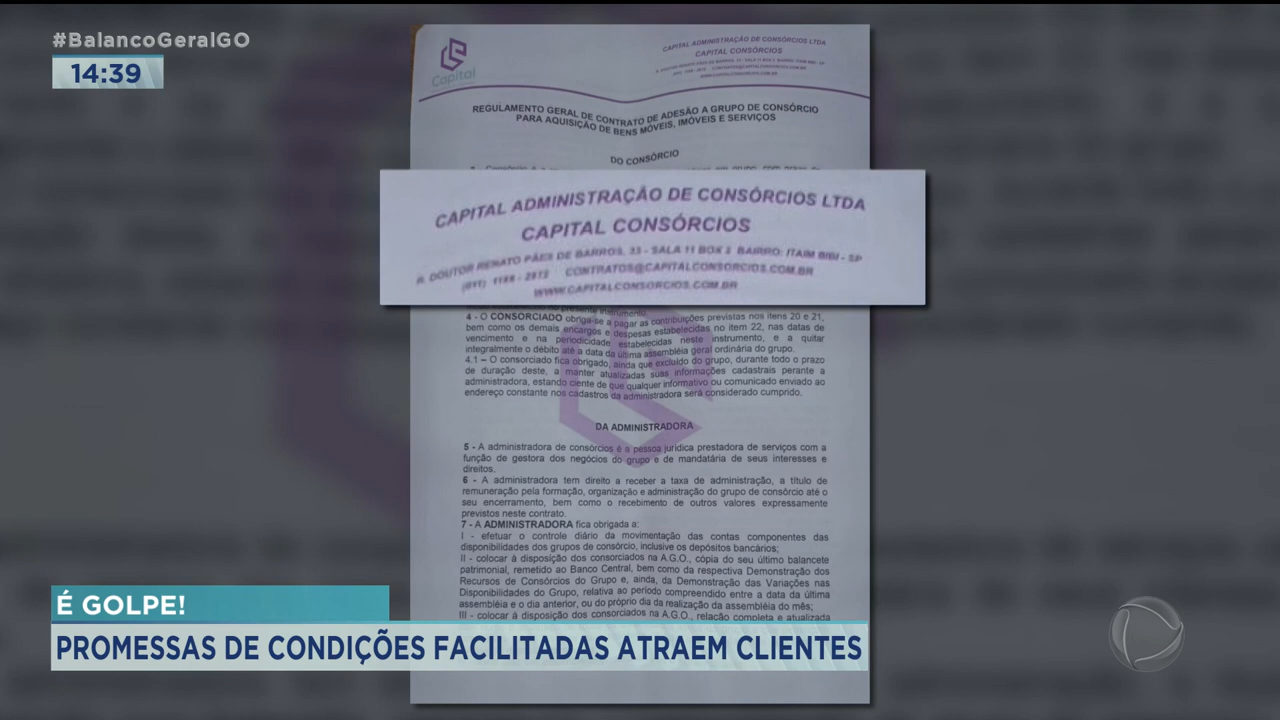 #BalancoGeralGO
14:39
Capital
CAPITAL ADMINISTRAÇÃO DE CONSÓRCIOS LTDA
CAPITAL CONSÓRCIOS
REGULAMENTO GERAL DE CONTRATO DE ADESÃO A GRUPO DE CONSÓRCIO
PARA AQUISIÇÃO DE BENS MÓVEIS, IMÓVEIS E SERVIÇOS
DO CONSÓRCIO
CAPITAL ADMINISTRAÇÃO DE CONSÓRCIOS LTDA
CAPITAL CONSÓRCIOS
R. DOUTOR RENATO PAES DE BARROS, 33 - SALA 11 BOX 2 BAIRRO: ITAIM BIBI - SP
CONTRATOS@CAPITALCONSORCIOS.COM.BR
WWW.CAPITALCONSORCIOS.COM.BR
4 - O CONSORCIADO obriga-se a pagar as contribuições previstas nos itens 20 e 21,
bem como os demais encargos e despesas estabelecidas no item 22, nas datas de
vencimento e na periodicidade estabelecidas neste instrumento, e a quitar
integralmente o débito até a data da última assembléia geral ordinária do grupo.
4.1 – O consorciado fica obrigado, ainda que excluído do grupo, durante todo o prazo
de duração deste, a manter atualizadas suas informações cadastrais perante a
administradora, estando ciente de que qualquer informativo ou comunicado enviado ao
endereço constante nos cadastros da administradora será considerado cumprido.
DA ADMINISTRADORA
5 - A administradora de consórcios é a pessoa jurídica prestadora de serviços com a
função de gestora dos negócios do grupo e de mandatária de seus interesses e
direitos.
6 - A administradora tem direito a receber a taxa de administração, a título de
remuneração pela formação, organização e administração do grupo de consórcio até o
seu encerramento, bem como o recebimento de outros valores expressamente
previstos neste contrato.
7 - A ADMINISTRADORA fica obrigada a:
I - efetuar o controle diário da movimentação das contas componentes das
disponibilidades dos grupos de consórcio, inclusive os depósitos bancários;
II - colocar à disposição dos consorciados na A.G.O., cópia do seu último balancete
patrimonial, remetido ao Banco Central, bem como da respectiva Demonstração dos
Recursos de Consórcios do Grupo e, ainda, da Demonstração das Variações nas
Disponibilidades do Grupo, relativa ao período compreendido entre a data da última
assembléia e o dia anterior, ou do próprio dia da realização da assembléia do mês;
III - colocar à disposição dos consorciados na A.G.O., relação completa e atualizada
É GOLPE!
PROMESSAS DE CONDIÇÕES FACILITADAS ATRAEM CLIENTES